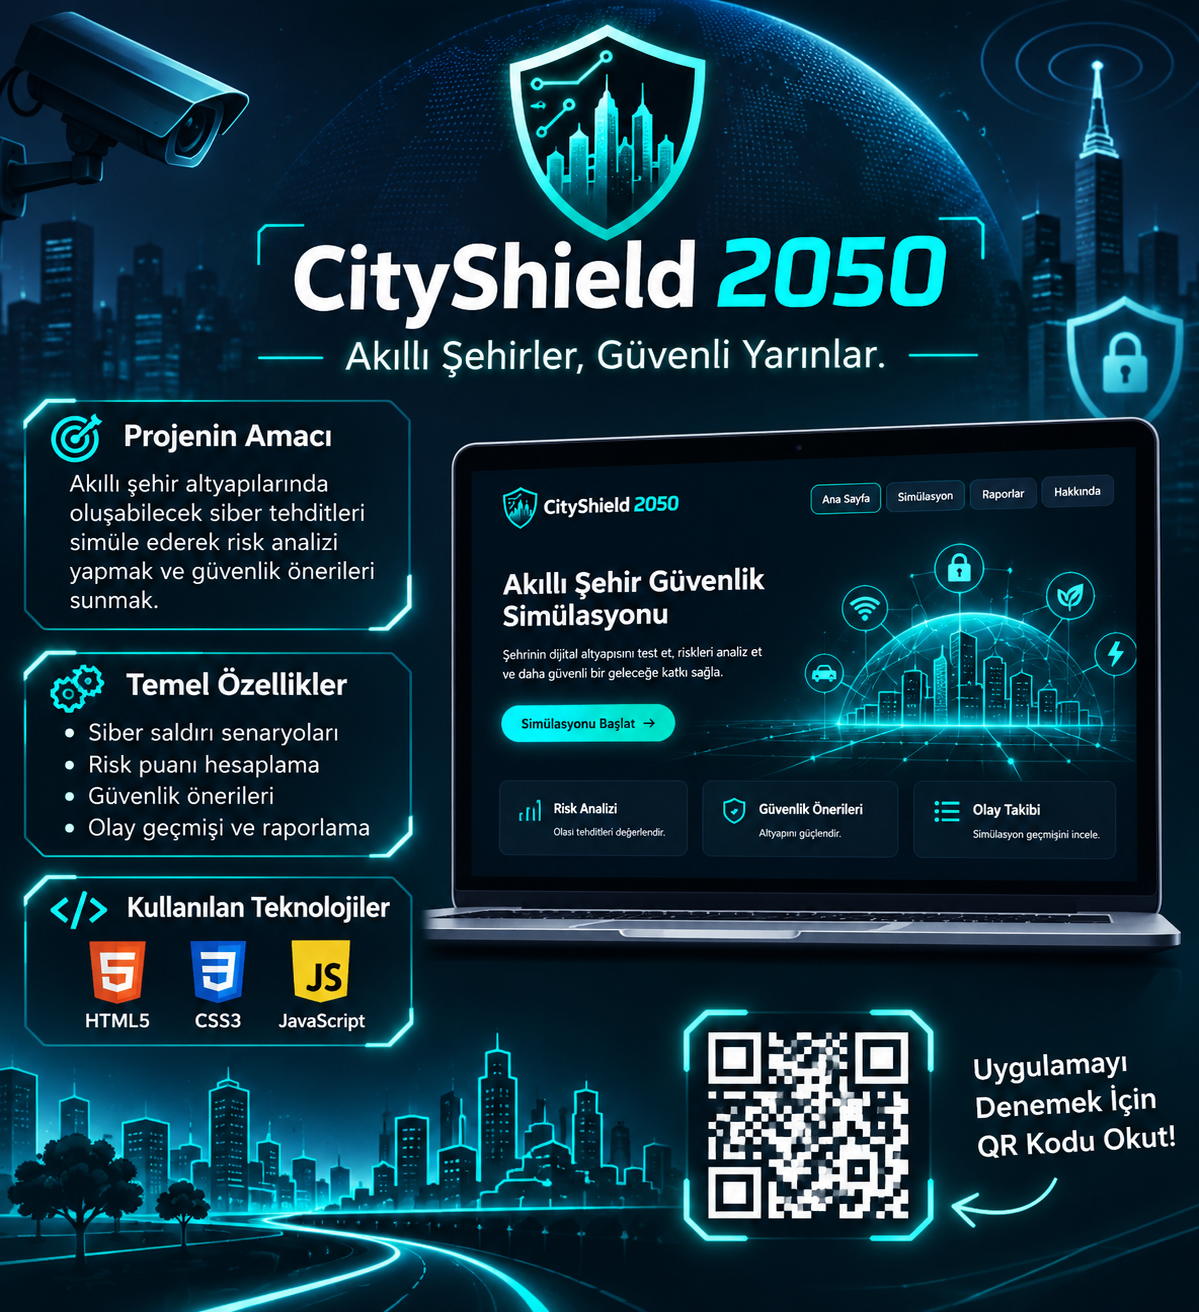 CityShield 2050
Akıllı Şehirler, Güvenli Yarınlar.
Projenin Amacı
Akıllı şehir altyapılarında
oluşabilecek siber tehditleri
simüle ederek risk analizi
yapmak ve güvenlik önerileri
sunmak.
Temel Özellikler
• Siber saldırı senaryoları
• Risk puanı hesaplama
• Güvenlik önerileri
• Olay geçmişi ve raporlama
</> Kullanılan Teknolojiler
5 3 JS
HTML5 CSS3 JavaScript
CityShield 2050
Ana Sayfa Simülasyon Raporlar Hakkında
Akıllı Şehir Güvenlik
Simülasyonu
Şehrinin dijital altyapısını test et, riskleri analiz et
ve daha güvenli bir geleceğe katkı sağla.
Simülasyonu Başlat →
Risk Analizi
Olası tehditleri değerlendir.
Güvenlik Önerileri
Altyapını güçlendir.
Olay Takibi
Simülasyon geçmişini incele.
Uygulamayı
Denemek İçin
QR Kodu Okut!